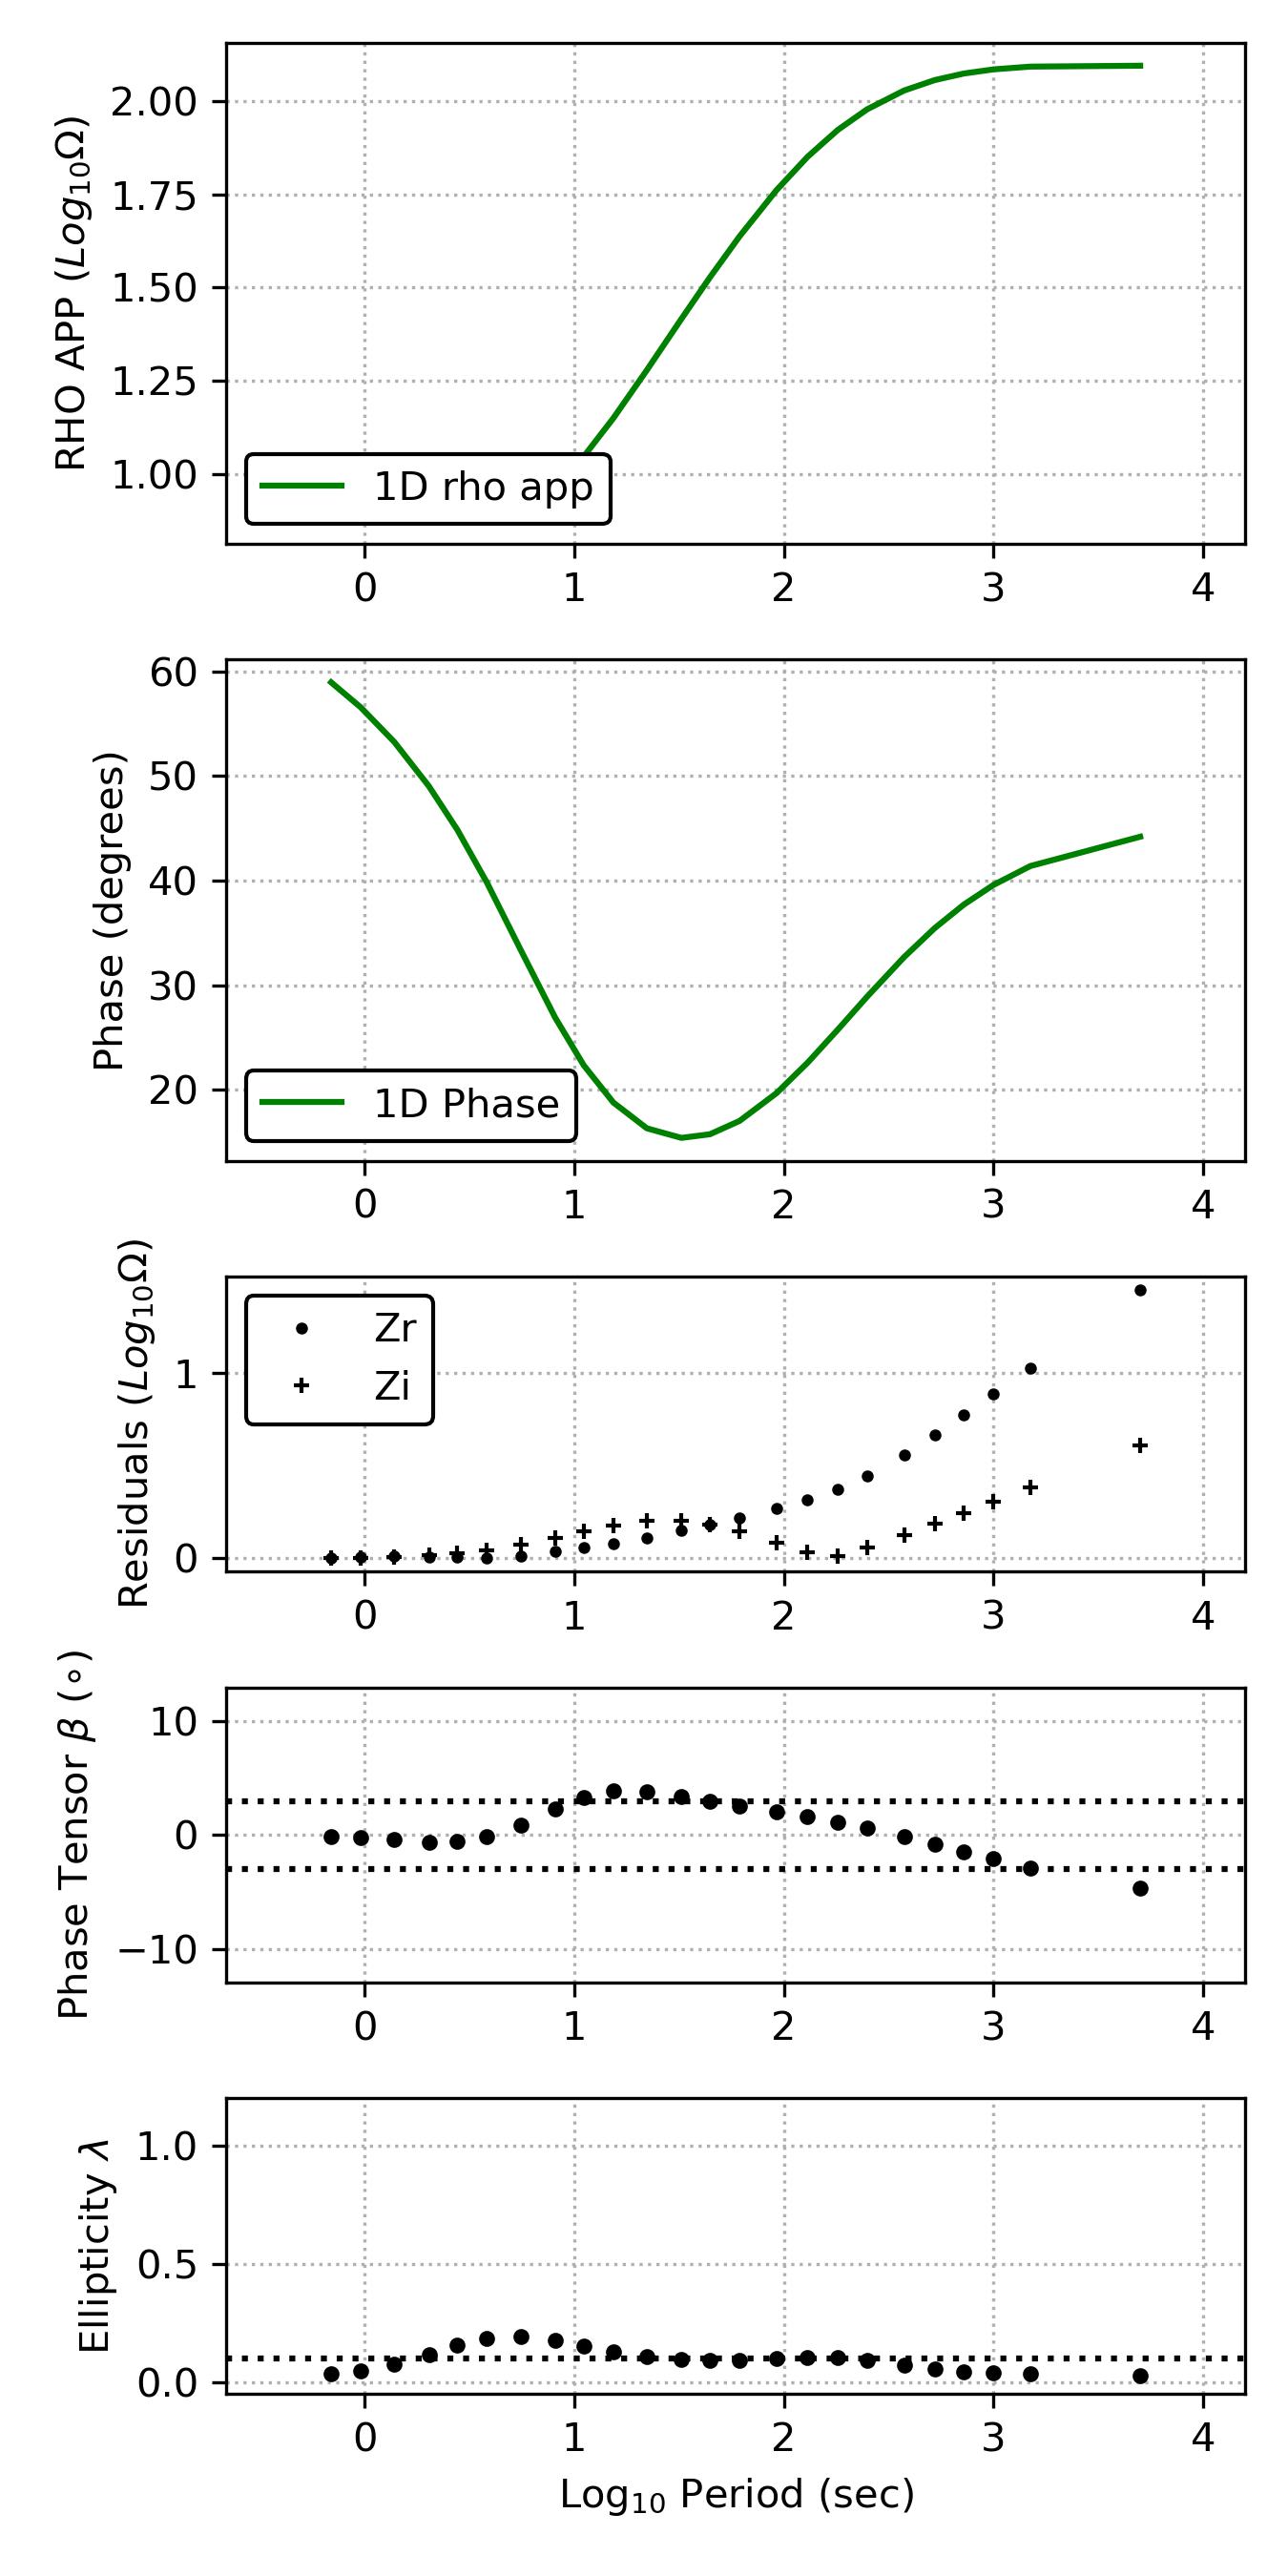 RHO APP (Log₁₀Ω)
2.00
1.75
1.50
1.25
1.00
1D rho app
0 1 2 3 4
Phase (degrees)
60
50
40
30
20
1D Phase
0 1 2 3 4
Residuals (Log₁₀Ω)
Zr
Zi
1
0
0 1 2 3 4
Phase Tensor β (∘)
10
0
−10
0 1 2 3 4
Ellipticity λ
1.0
0.5
0.0
0 1 2 3 4
Log₁₀ Period (sec)